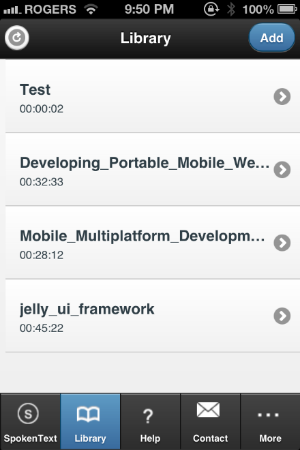 ROGERS 9:50 PM 100%
Library Add
Test
00:00:02
Developing_Portable_Mobile_We...
00:32:33
Mobile_Multiplatform_Developm...
00:28:12
jelly_ui_framework
00:45:22
S
SpokenText Library Help Contact More